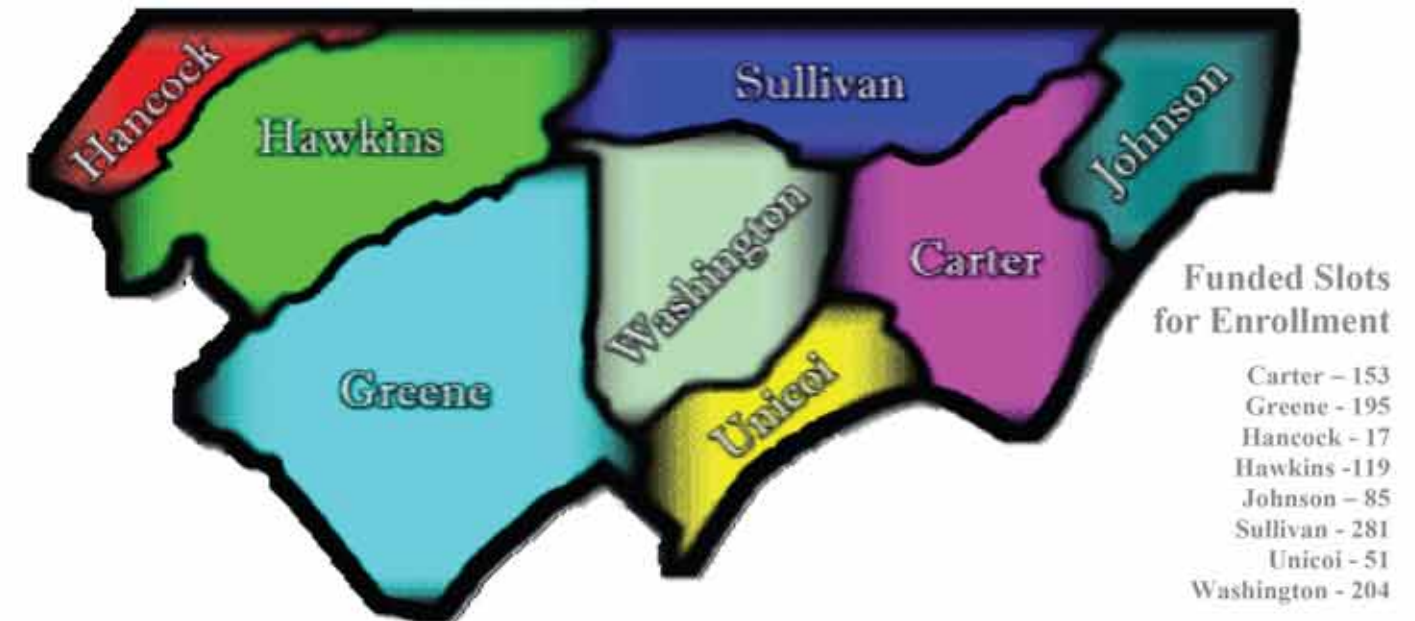 Hancock
Hawkins
Sullivan
Johnson
Washington
Carter
Greene
Unicoi
Funded Slots
for Enrollment
Carter – 153
Greene - 195
Hancock - 17
Hawkins -119
Johnson – 85
Sullivan - 281
Unicoi - 51
Washington - 204